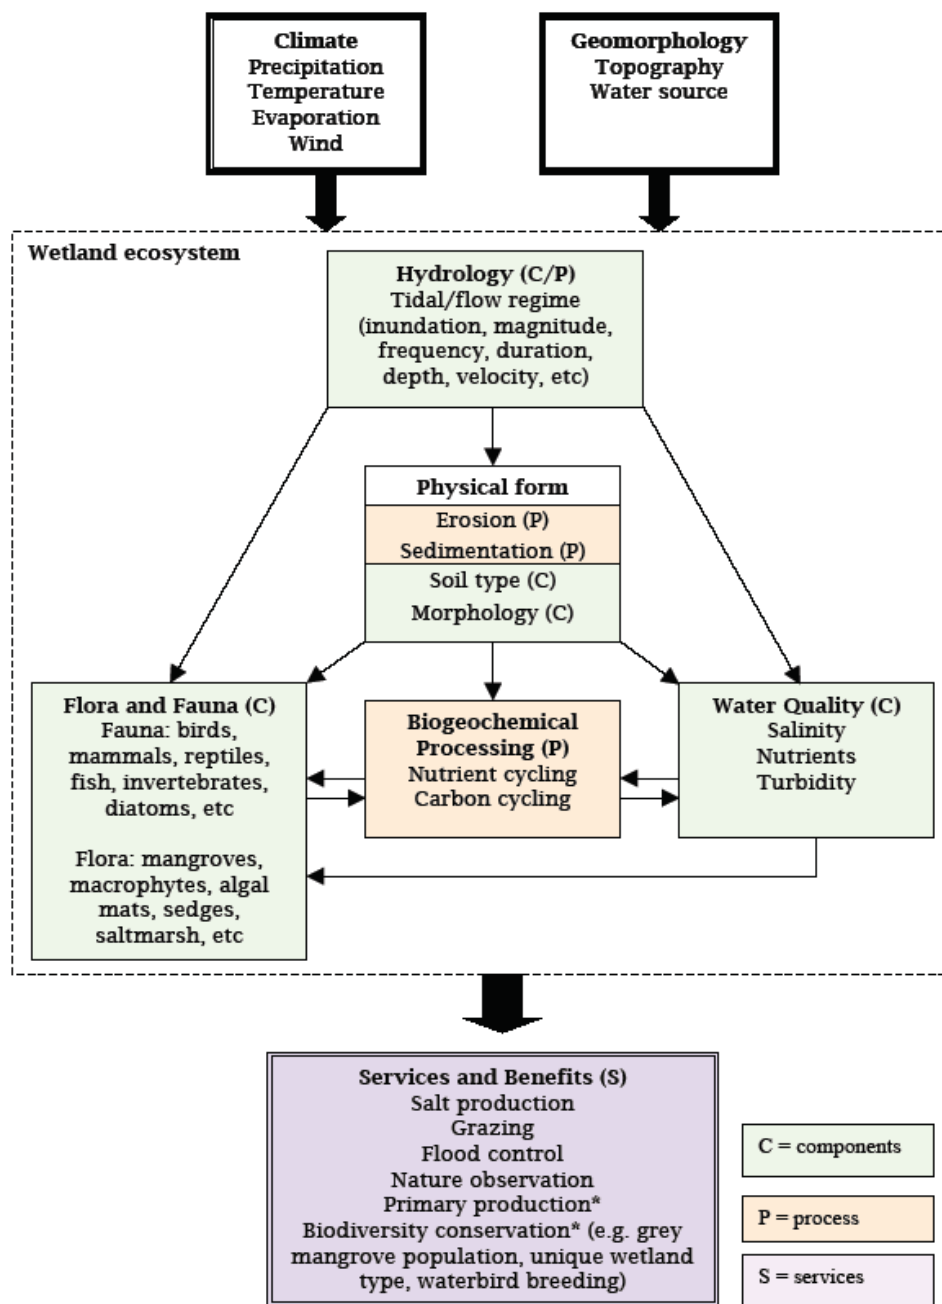 Climate
Precipitation
Temperature
Evaporation
Wind
Geomorphology
Topography
Water source
Wetland ecosystem
Hydrology (C/P)
Tidal/flow regime
(inundation, magnitude,
frequency, duration,
depth, velocity, etc)
Physical form
Erosion (P)
Sedimentation (P)
Soil type (C)
Morphology (C)
Flora and Fauna (C)
Fauna: birds,
mammals, reptiles,
fish, invertebrates,
diatoms, etc
Flora: mangroves,
macrophytes, algal
mats, sedges,
saltmarsh, etc
Biogeochemical
Processing (P)
Nutrient cycling
Carbon cycling
Water Quality (C)
Salinity
Nutrients
Turbidity
Services and Benefits (S)
Salt production
Grazing
Flood control
Nature observation
Primary production*
Biodiversity conservation* (e.g. grey
mangrove population, unique wetland
type, waterbird breeding)
C = components
P = process
S = services